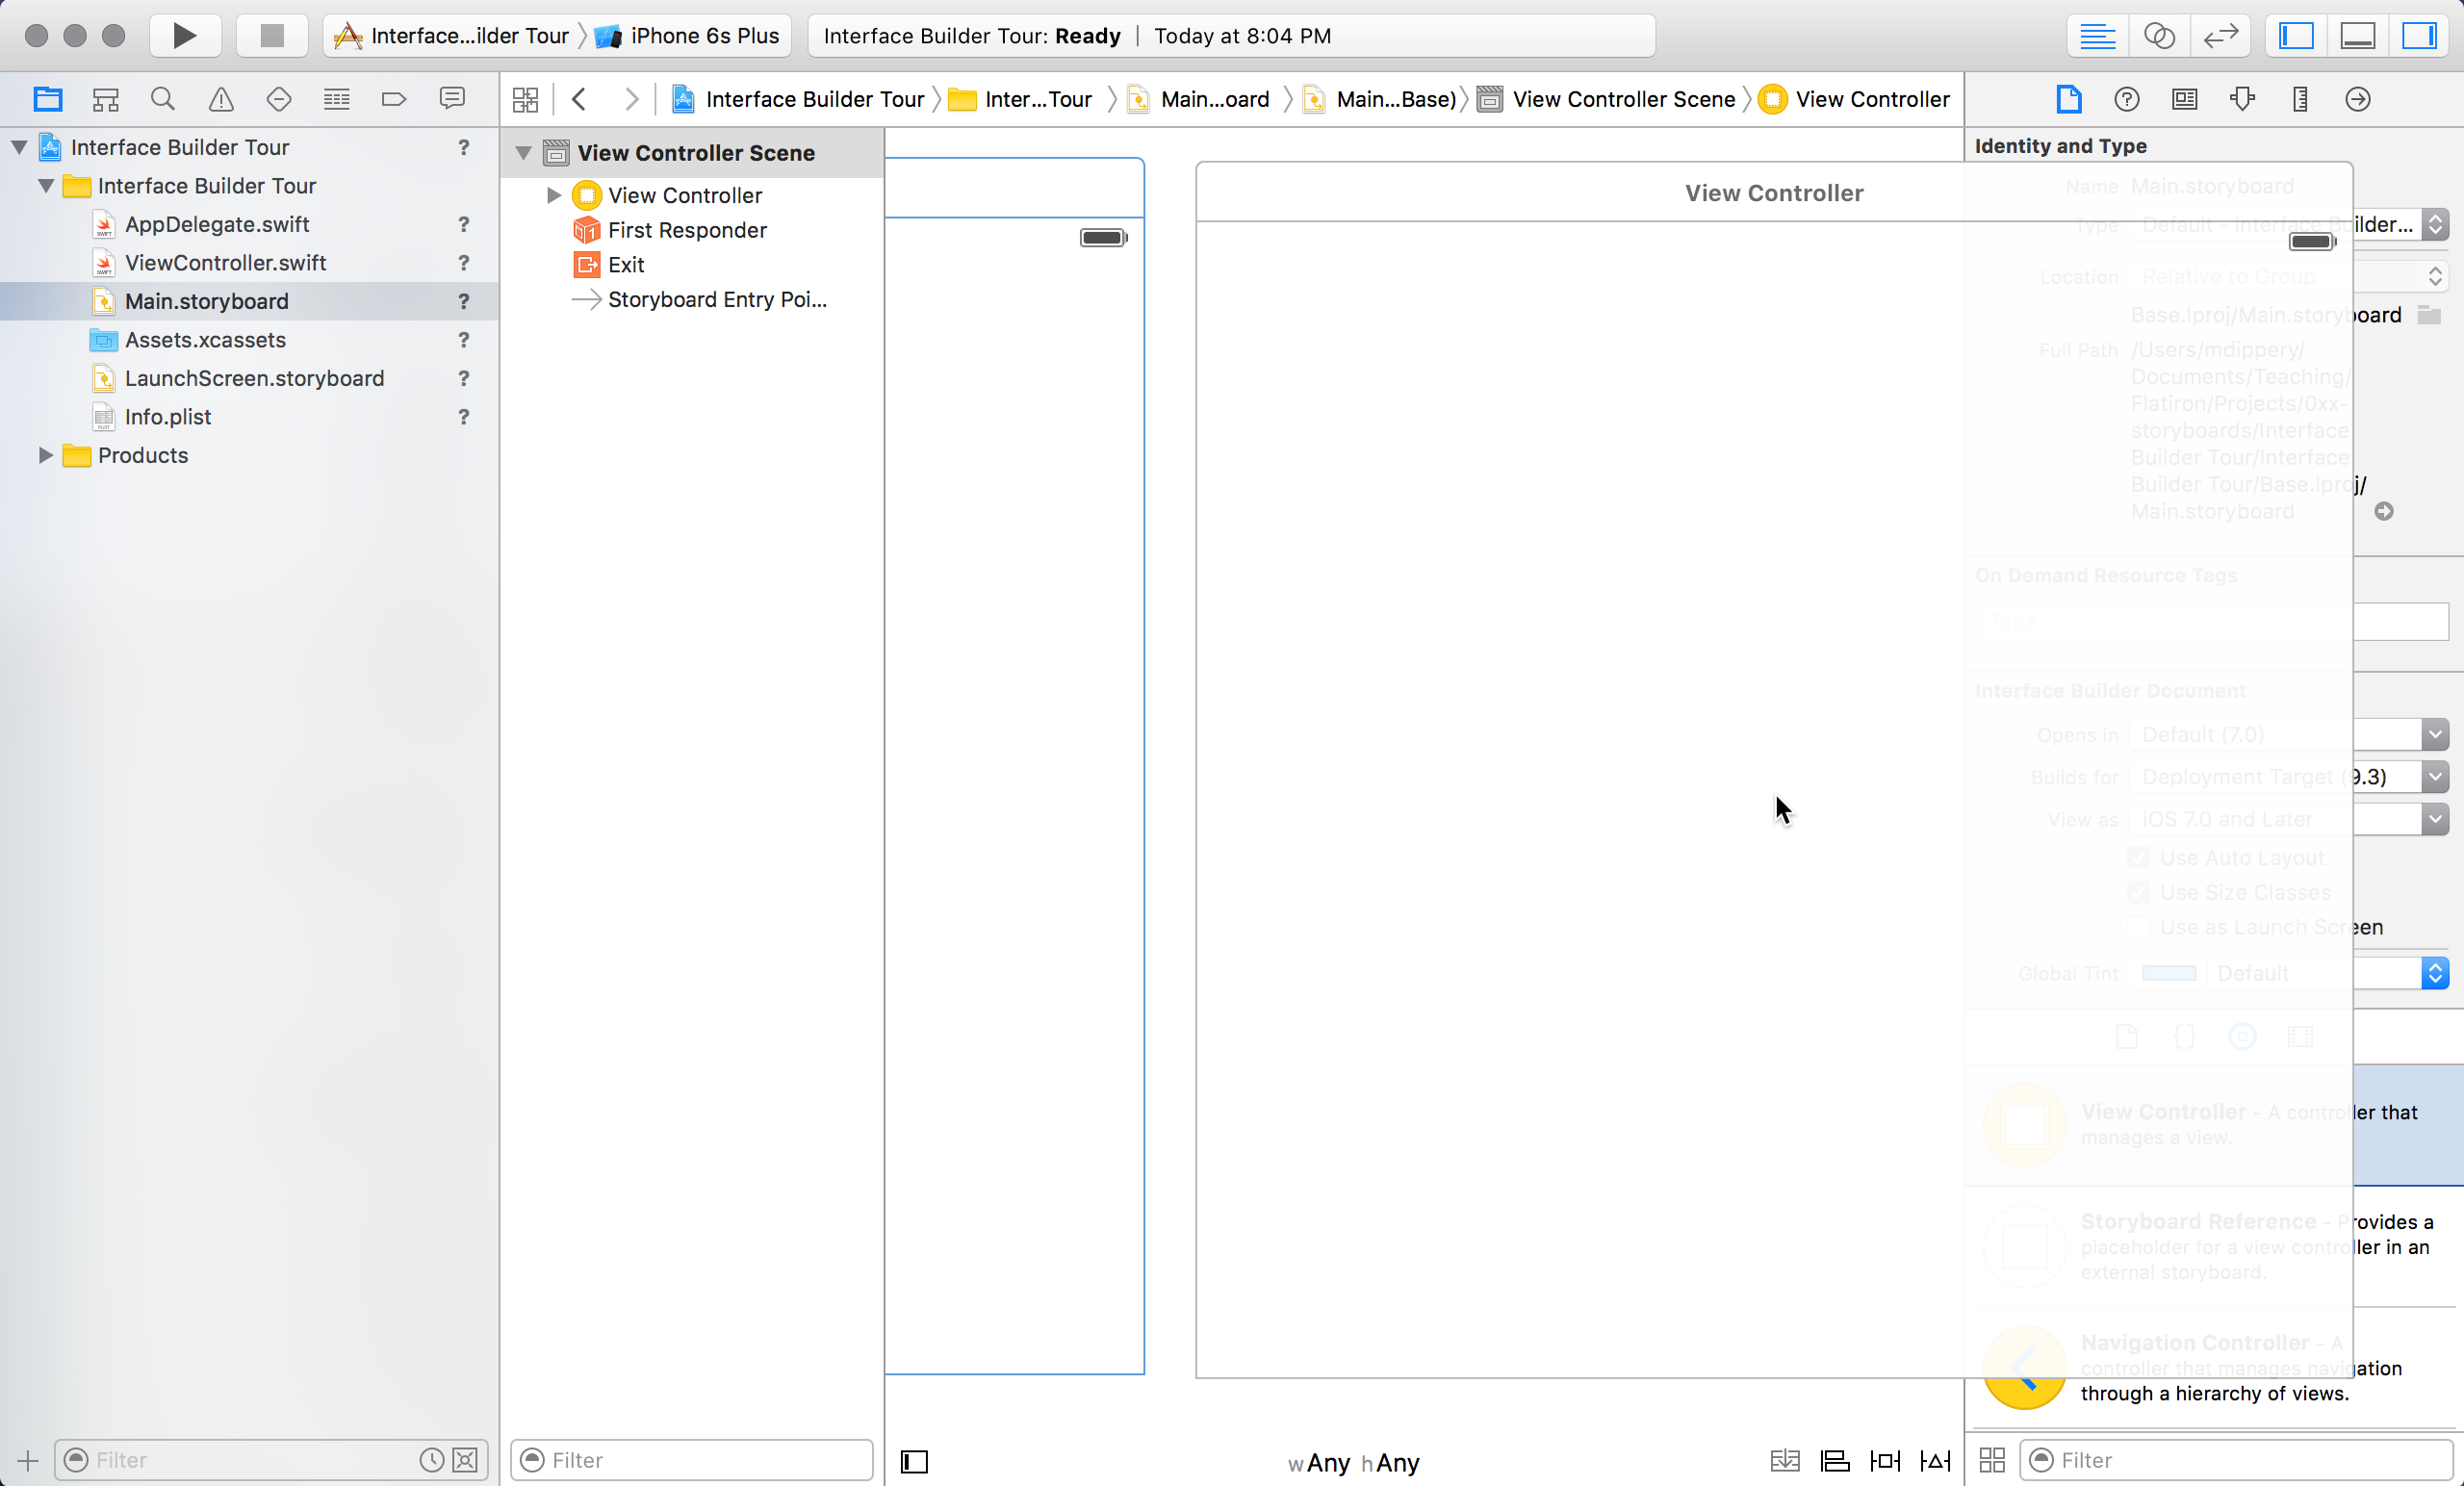 Interface...ilder Tour iPhone 6s Plus
Interface Builder Tour: Ready Today at 8:04 PM
Interface Builder Tour Inter...Tour Main...oard Main...Base) View Controller Scene View Controller
Interface Builder Tour ?
Interface Builder Tour
AppDelegate.swift ?
ViewController.swift ?
Main.storyboard ?
Assets.xcassets ?
LaunchScreen.storyboard ?
Info.plist ?
Products
Filter
View Controller Scene
View Controller
First Responder
Exit
Storyboard Entry Poi...
Filter
View Controller
w Any h Any
Identity and Type
Name Main.storyboard
Type Default - Interface Builder...
Location Relative to Group
Base.lproj/Main.storyboard
Full Path /Users/mdippery/
Documents/Teaching/
Flatiron/Projects/0xx-
storyboards/Interface
Builder Tour/Interface
Builder Tour/Base.lproj/
Main.storyboard
On Demand Resource Tags
Tags
Interface Builder Document
Opens in Default (7.0)
Builds for Deployment Target (9.3)
View as iOS 7.0 and Later
Use Auto Layout
Use Size Classes
Use as Launch Screen
Global Tint Default
View Controller - A controller that
manages a view.
Storyboard Reference - Provides a
placeholder for a view controller in an
external storyboard.
Navigation Controller - A
controller that manages navigation
through a hierarchy of views.
Filter